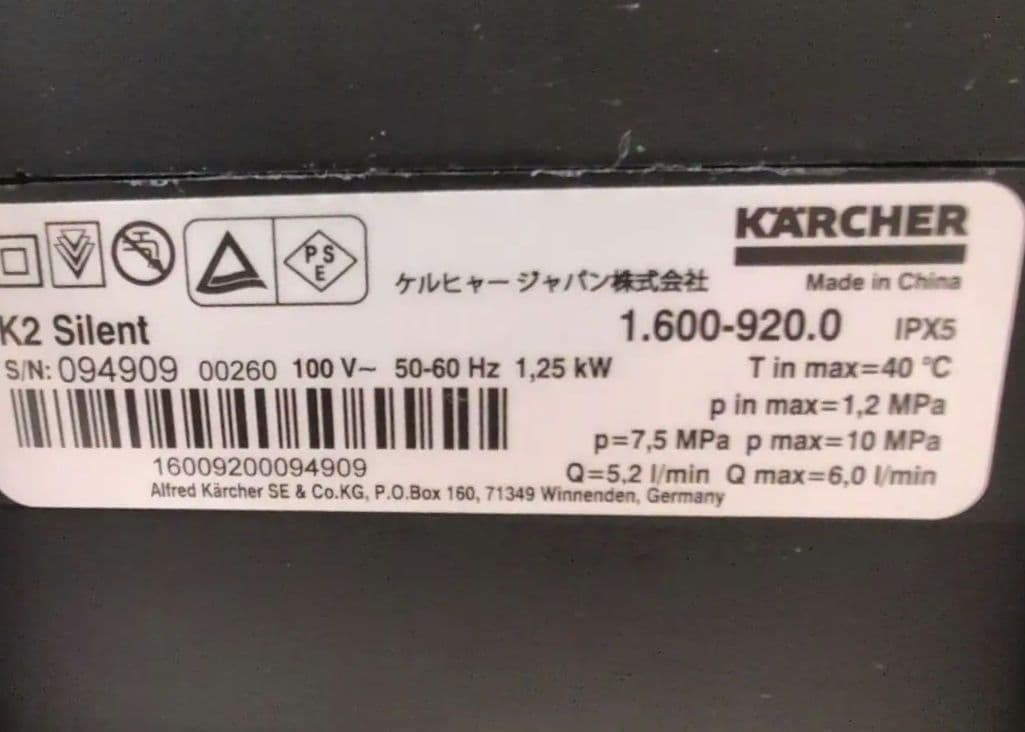 KÄRCHER
PSE
ケルヒャー ジャパン株式会社 Made in China
K2 Silent 1.600-920.0 IPX5
S/N: 094909 00260 100 V~ 50-60 Hz 1,25 kW T in max=40 °C
p in max=1,2 MPa
p=7,5 MPa p max=10 MPa
16009200094909 Q=5,2 l/min Q max=6,0 l/min
Alfred Kärcher SE & Co.KG, P.O.Box 160, 71349 Winnenden, Germany